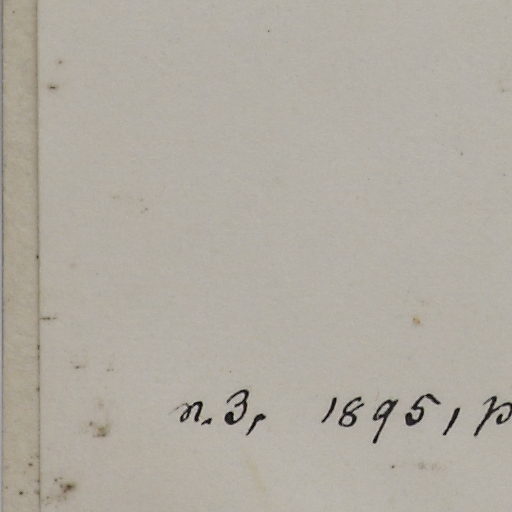 n. 3, 1895, p